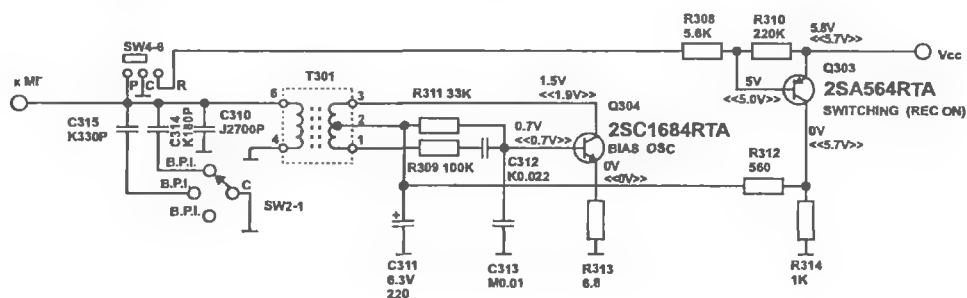 R308
5.6K
R310
220K
5.8V
<<5.7V>>
Vcc
SW4-6
P C R
к МГ
T301
6
3
2
4
1
R311 33K
1.5V
<<1.9V>>
Q304
2SC1684RTA
BIA8 OSC
5V
<<5.0V>>
Q303
2SA564RTA
SWITCHING (REC ON)
C315
K330P
C314
K180P
C310
J2700P
0.7V
<<0.7V>>
0V
<<5.7V>>
R309 100K
C312
K0.022
0V
<<0V>>
R312
560
B.P.I.
B.P.I.
B.P.I.
C
SW2-1
+
C311
6.3V
220
C313
M0.01
R313
6.8
R314
1K